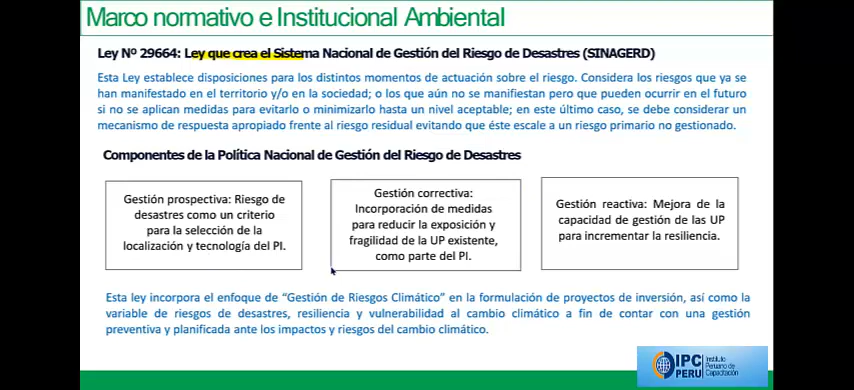 Marco normativo e Institucional Ambiental
Ley Nº 29664: Ley que crea el Sistema Nacional de Gestión del Riesgo de Desastres (SINAGERD)
Esta Ley establece disposiciones para los distintos momentos de actuación sobre el riesgo. Considera los riesgos que ya se
han manifestado en el territorio y/o en la sociedad; o los que aún no se manifiestan pero que pueden ocurrir en el futuro
si no se aplican medidas para evitarlo o minimizarlo hasta un nivel aceptable; en este último caso, se debe considerar un
mecanismo de respuesta apropiado frente al riesgo residual evitando que éste escale a un riesgo primario no gestionado.
Componentes de la Política Nacional de Gestión del Riesgo de Desastres
Gestión prospectiva: Riesgo de
desastres como un criterio
para la selección de la
localización y tecnología del PI.
Gestión correctiva:
Incorporación de medidas
para reducir la exposición y
fragilidad de la UP existente,
como parte del PI.
Gestión reactiva: Mejora de la
capacidad de gestión de las UP
para incrementar la resiliencia.
Esta ley incorpora el enfoque de “Gestión de Riesgos Climático” en la formulación de proyectos de inversión, así como la
variable de riesgos de desastres, resiliencia y vulnerabilidad al cambio climático a fin de contar con una gestión
preventiva y planificada ante los impactos y riesgos del cambio climático.
IPC
PERU
Instituto
Peruano de
Capacitación